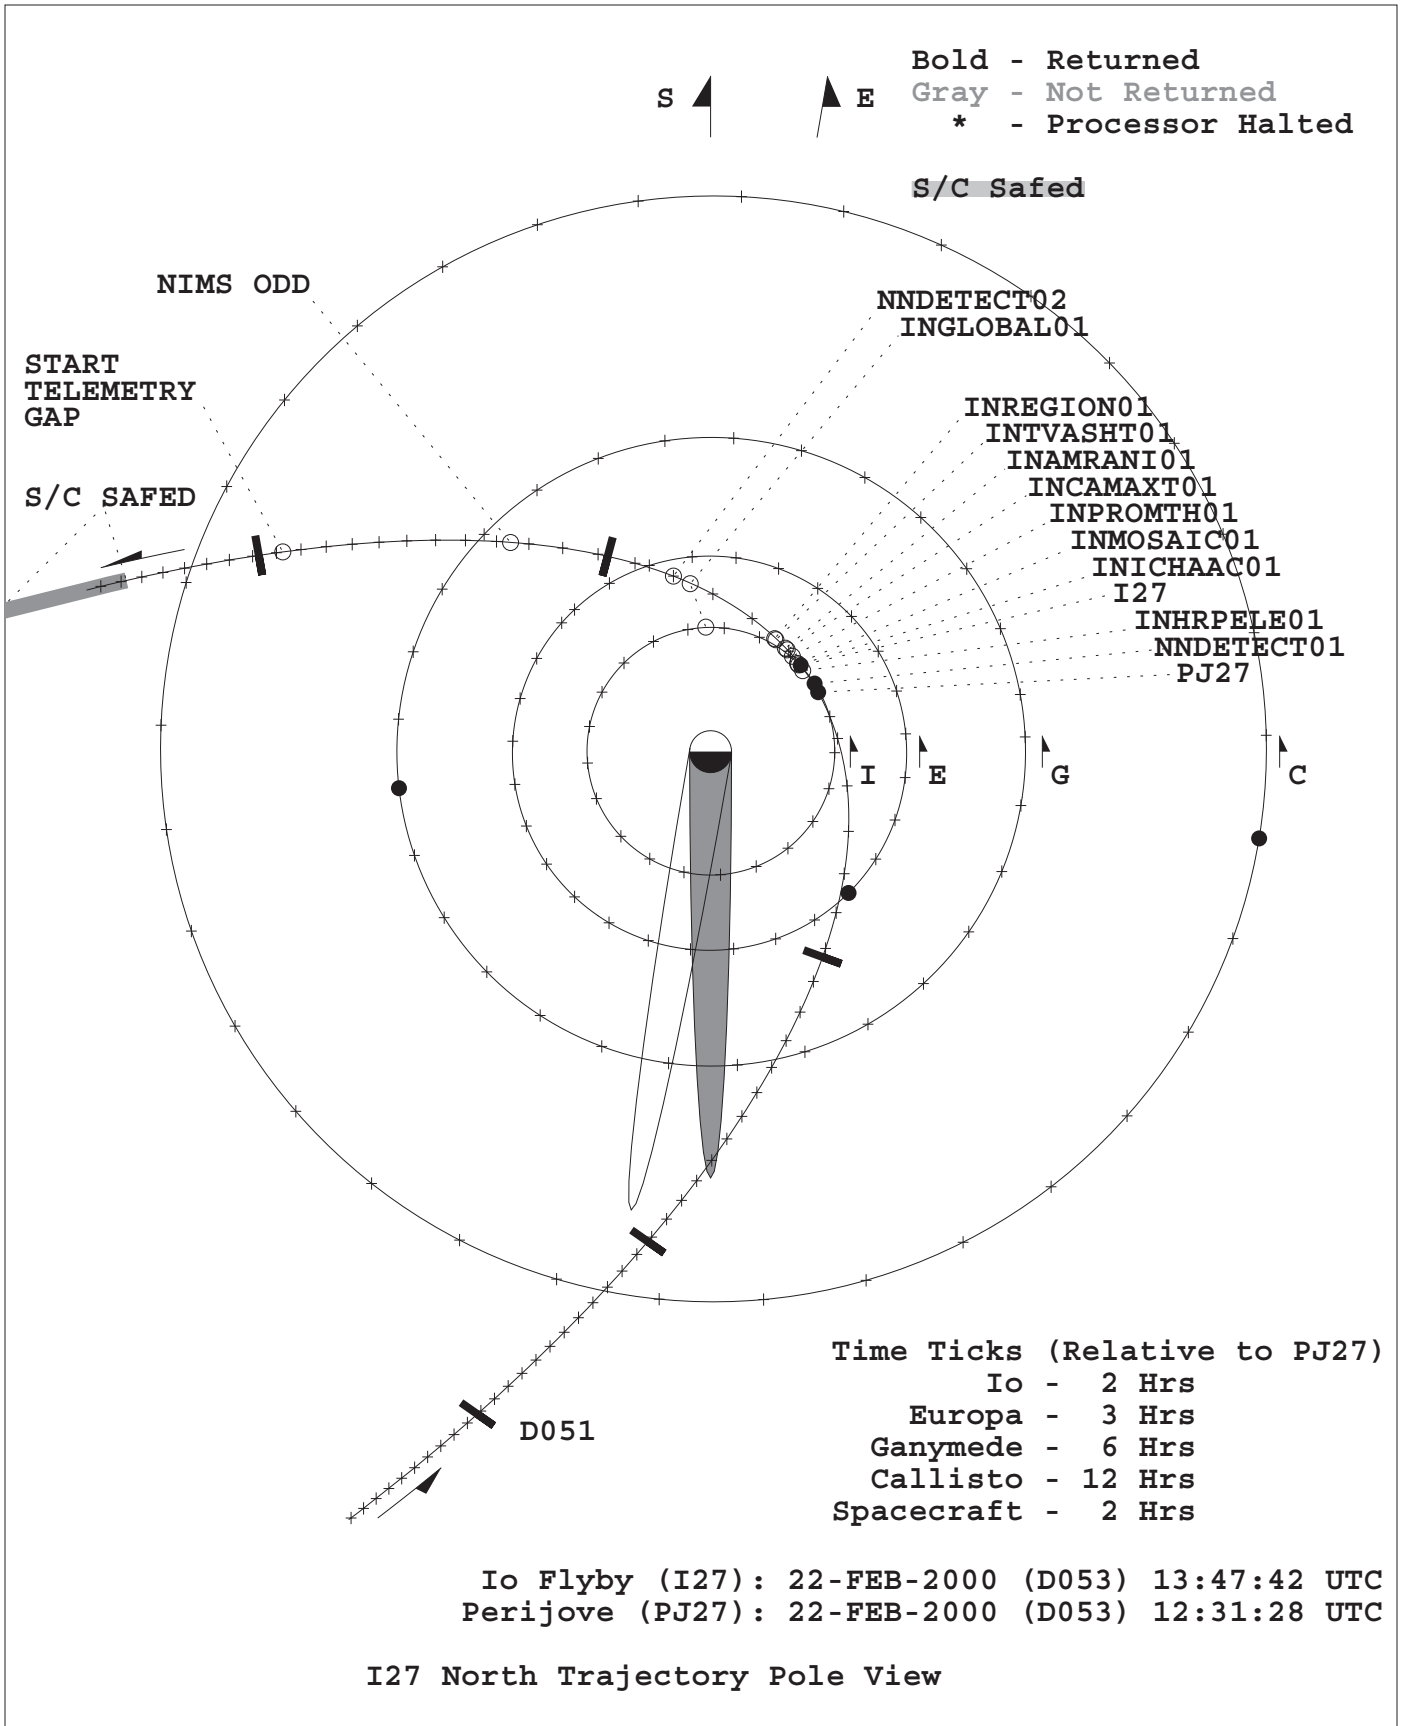 S
E
Bold - Returned
Gray - Not Returned
* - Processor Halted
S/C Safed
NIMS ODD
NNDETECT02
INGLOBAL01
START
TELEMETRY
GAP
INREGION01
INTVASHT01
INAMRANI01
INCAMAXT01
S/C SAFED
INPROMTH01
INMOSAIC01
INICHAAC01
I27
INHRPELE01
NNDETECT01
PJ27
I
E
G
C
D051
Time Ticks (Relative to PJ27)
Io - 2 Hrs
Europa - 3 Hrs
Ganymede - 6 Hrs
Callisto - 12 Hrs
Spacecraft - 2 Hrs
Io Flyby (I27): 22-FEB-2000 (D053) 13:47:42 UTC
Perijove (PJ27): 22-FEB-2000 (D053) 12:31:28 UTC
I27 North Trajectory Pole View